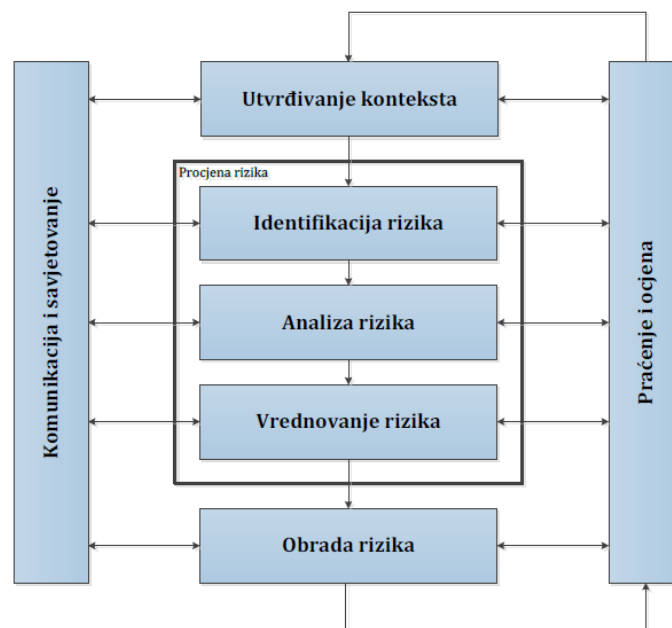 Utvrđivanje konteksta
Procjena rizika
Identifikacija rizika
Analiza rizika
Vrednovanje rizika
Obrada rizika
Komunikacija i savjetovanje
Praćenje i ocjena